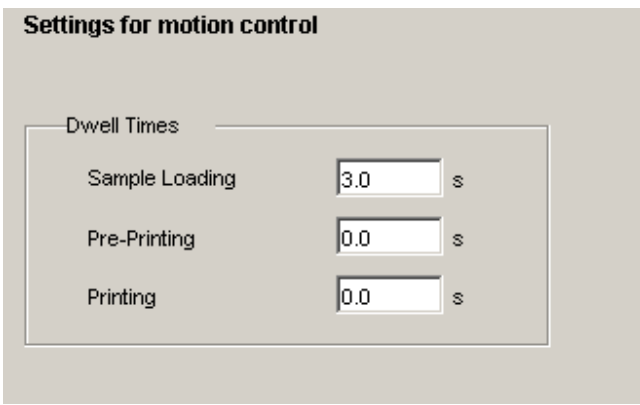 Settings for motion control
Dwell Times
Sample Loading 3.0 s
Pre-Printing 0.0 s
Printing 0.0 s